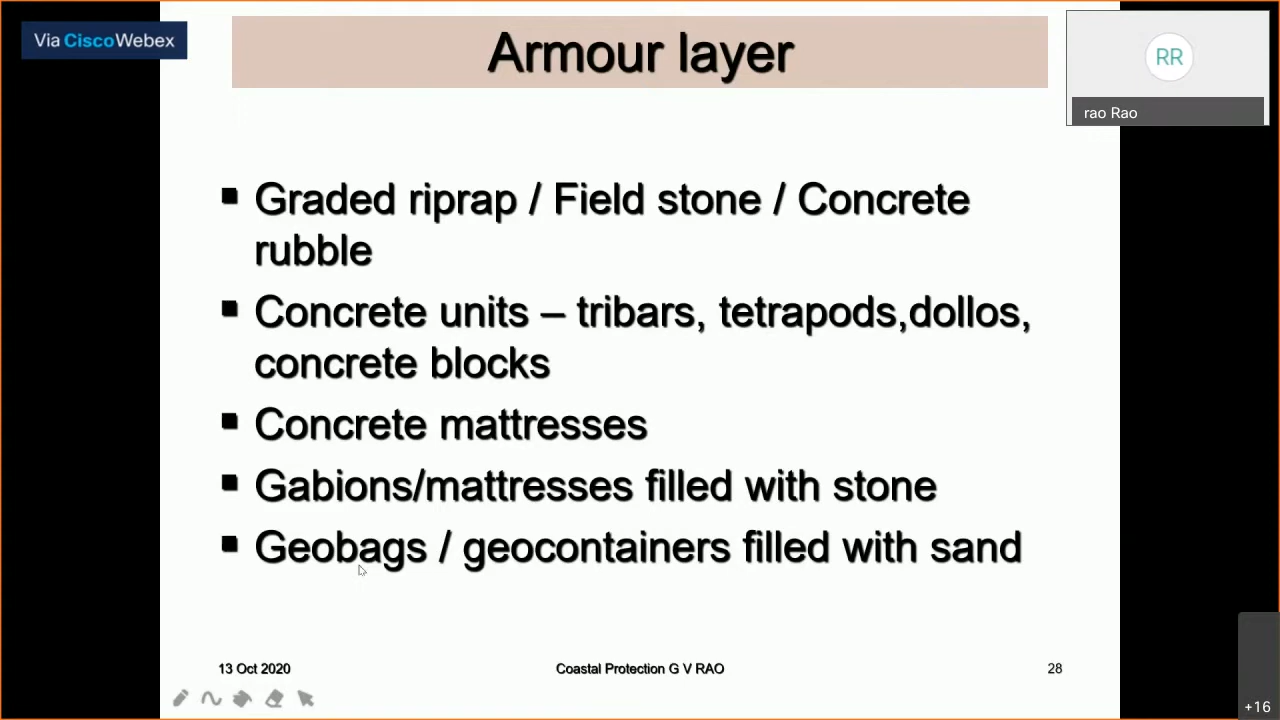 Via CiscoWebex
Armour layer
RR
rao Rao
Graded riprap / Field stone / Concrete
rubble
Concrete units – tribars, tetrapods,dollos,
concrete blocks
Concrete mattresses
Gabions/mattresses filled with stone
Geobags / geocontainers filled with sand
13 Oct 2020
Coastal Protection G V RAO
28
+16